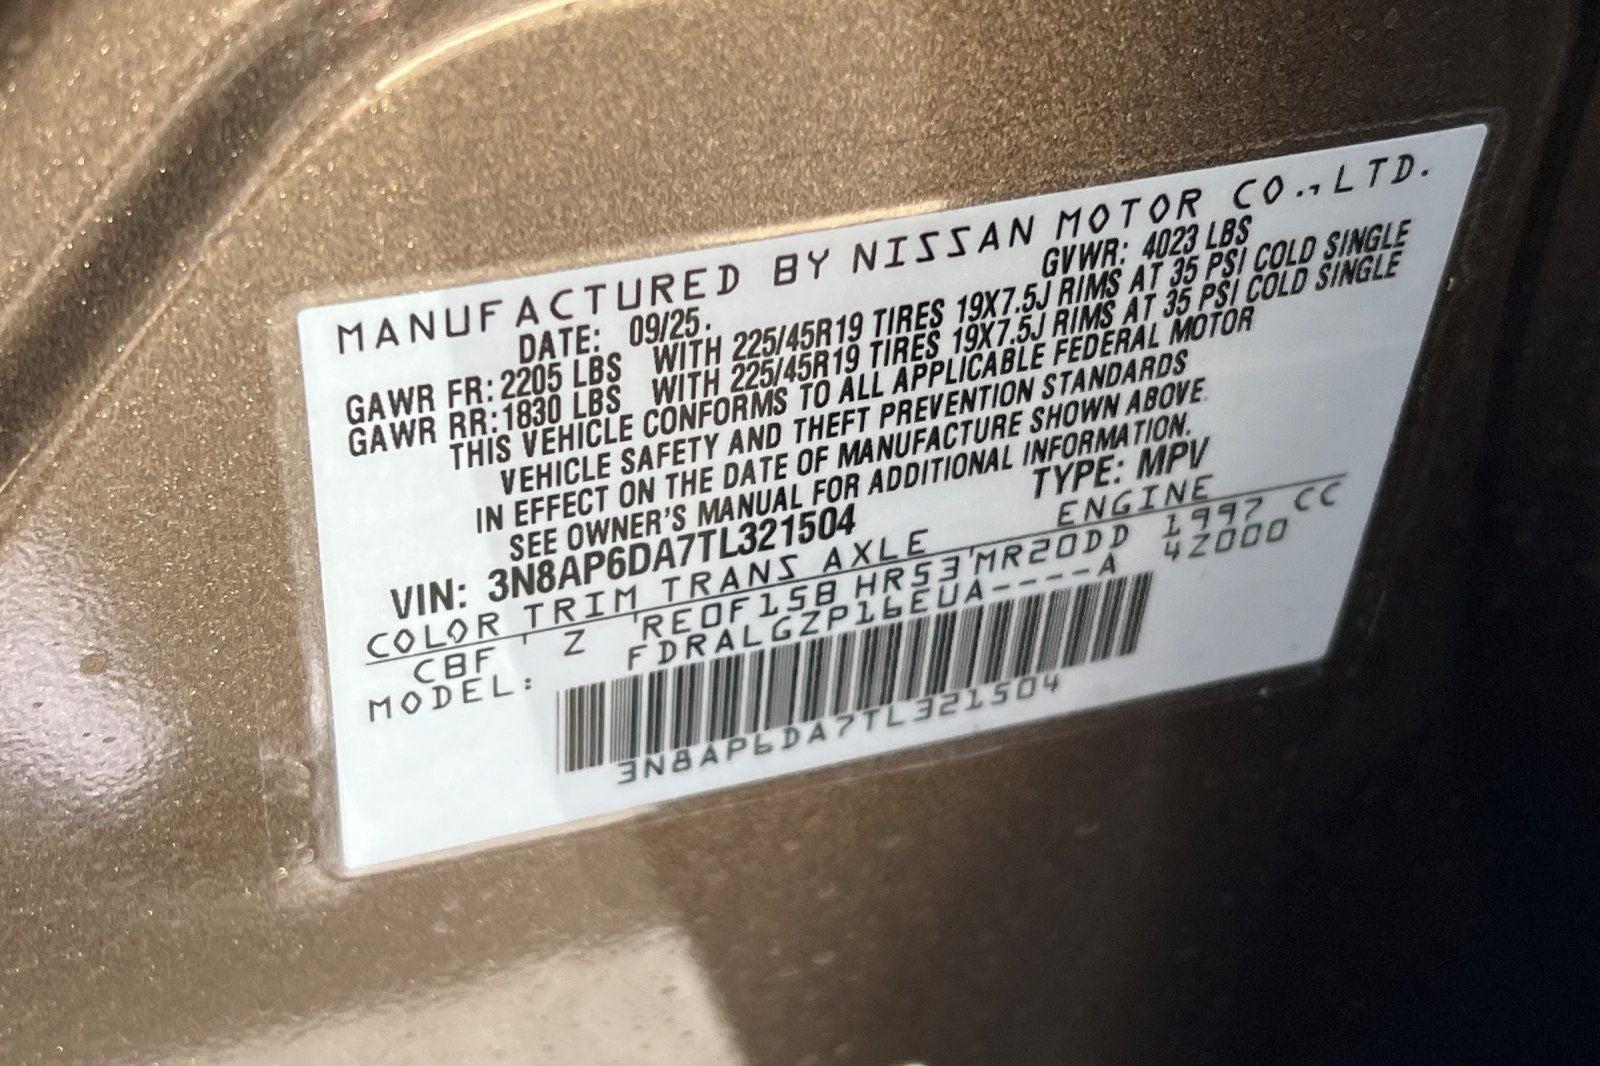 MANUFACTURED BY NISSAN MOTOR CO.,LTD.
DATE: 09/25. GVWR: 4023 LBS
GAWR FR: 2205 LBS WITH 225/45R19 TIRES 19X7.5J RIMS AT 35 PSI COLD SINGLE
GAWR RR: 1830 LBS WITH 225/45R19 TIRES 19X7.5J RIMS AT 35 PSI COLD SINGLE
THIS VEHICLE CONFORMS TO ALL APPLICABLE FEDERAL MOTOR
VEHICLE SAFETY AND THEFT PREVENTION STANDARDS
IN EFFECT ON THE DATE OF MANUFACTURE SHOWN ABOVE.
SEE OWNER'S MANUAL FOR ADDITIONAL INFORMATION.
VIN: 3N8AP6DA7TL321504 TYPE: MPV
COLOR TRIM TRANS AXLE ENGINE
CBF Z RE0F15B HR53 MR20DD 1997 CC
MODEL: FDRALGZP16EUA----A 4Z000
3N8AP6DA7TL321504